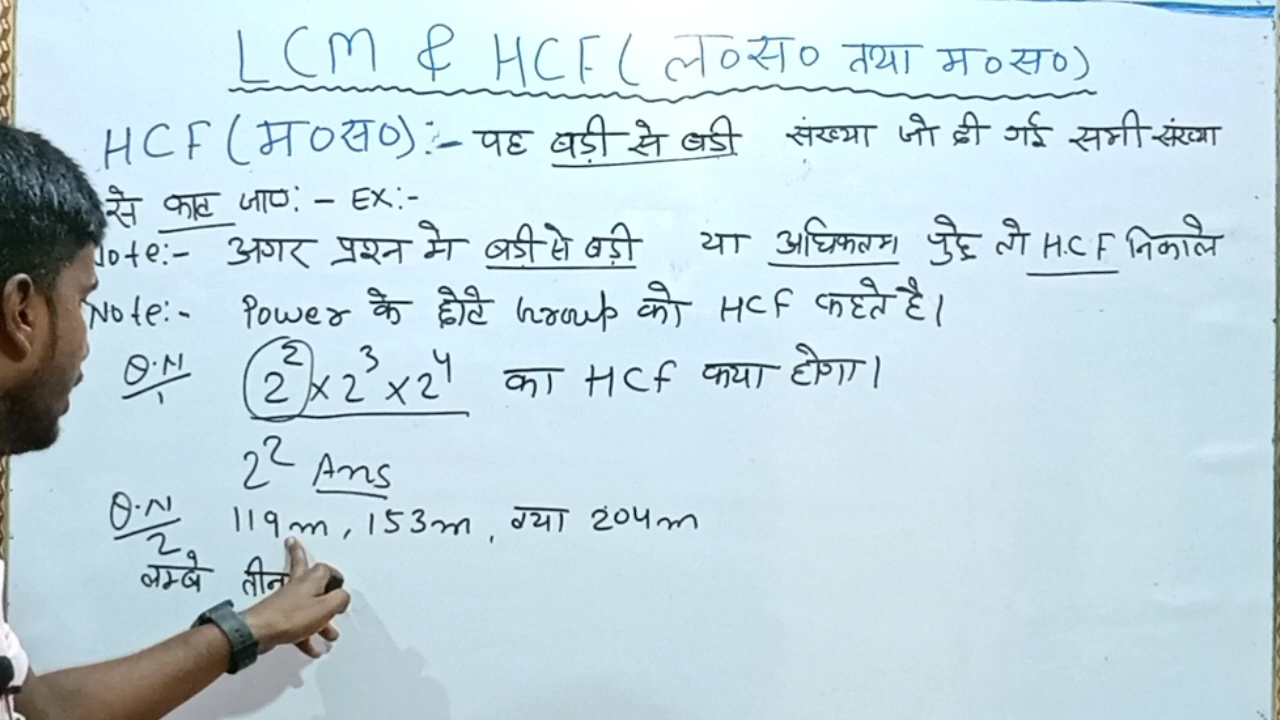 LCM & HCF ( ल०स० तथा म०स०)
HCF (म०स०) :- वह बड़ी से बडी संख्या जो दी गई सभी संख्या
से काट जाए: - EX:-
Note:- अगर प्रश्न मे बडी से बड़ी या अधिकतम पुछे तो HCF निकाले
Note:- Power के छोटे Group को HCF कहते है।
Q.N 1 2² × 2³ × 2⁴ का HCF क्या होगा।
2² Ans
Q.N 2 119m, 153m, तथा 204m
लम्बे तीन